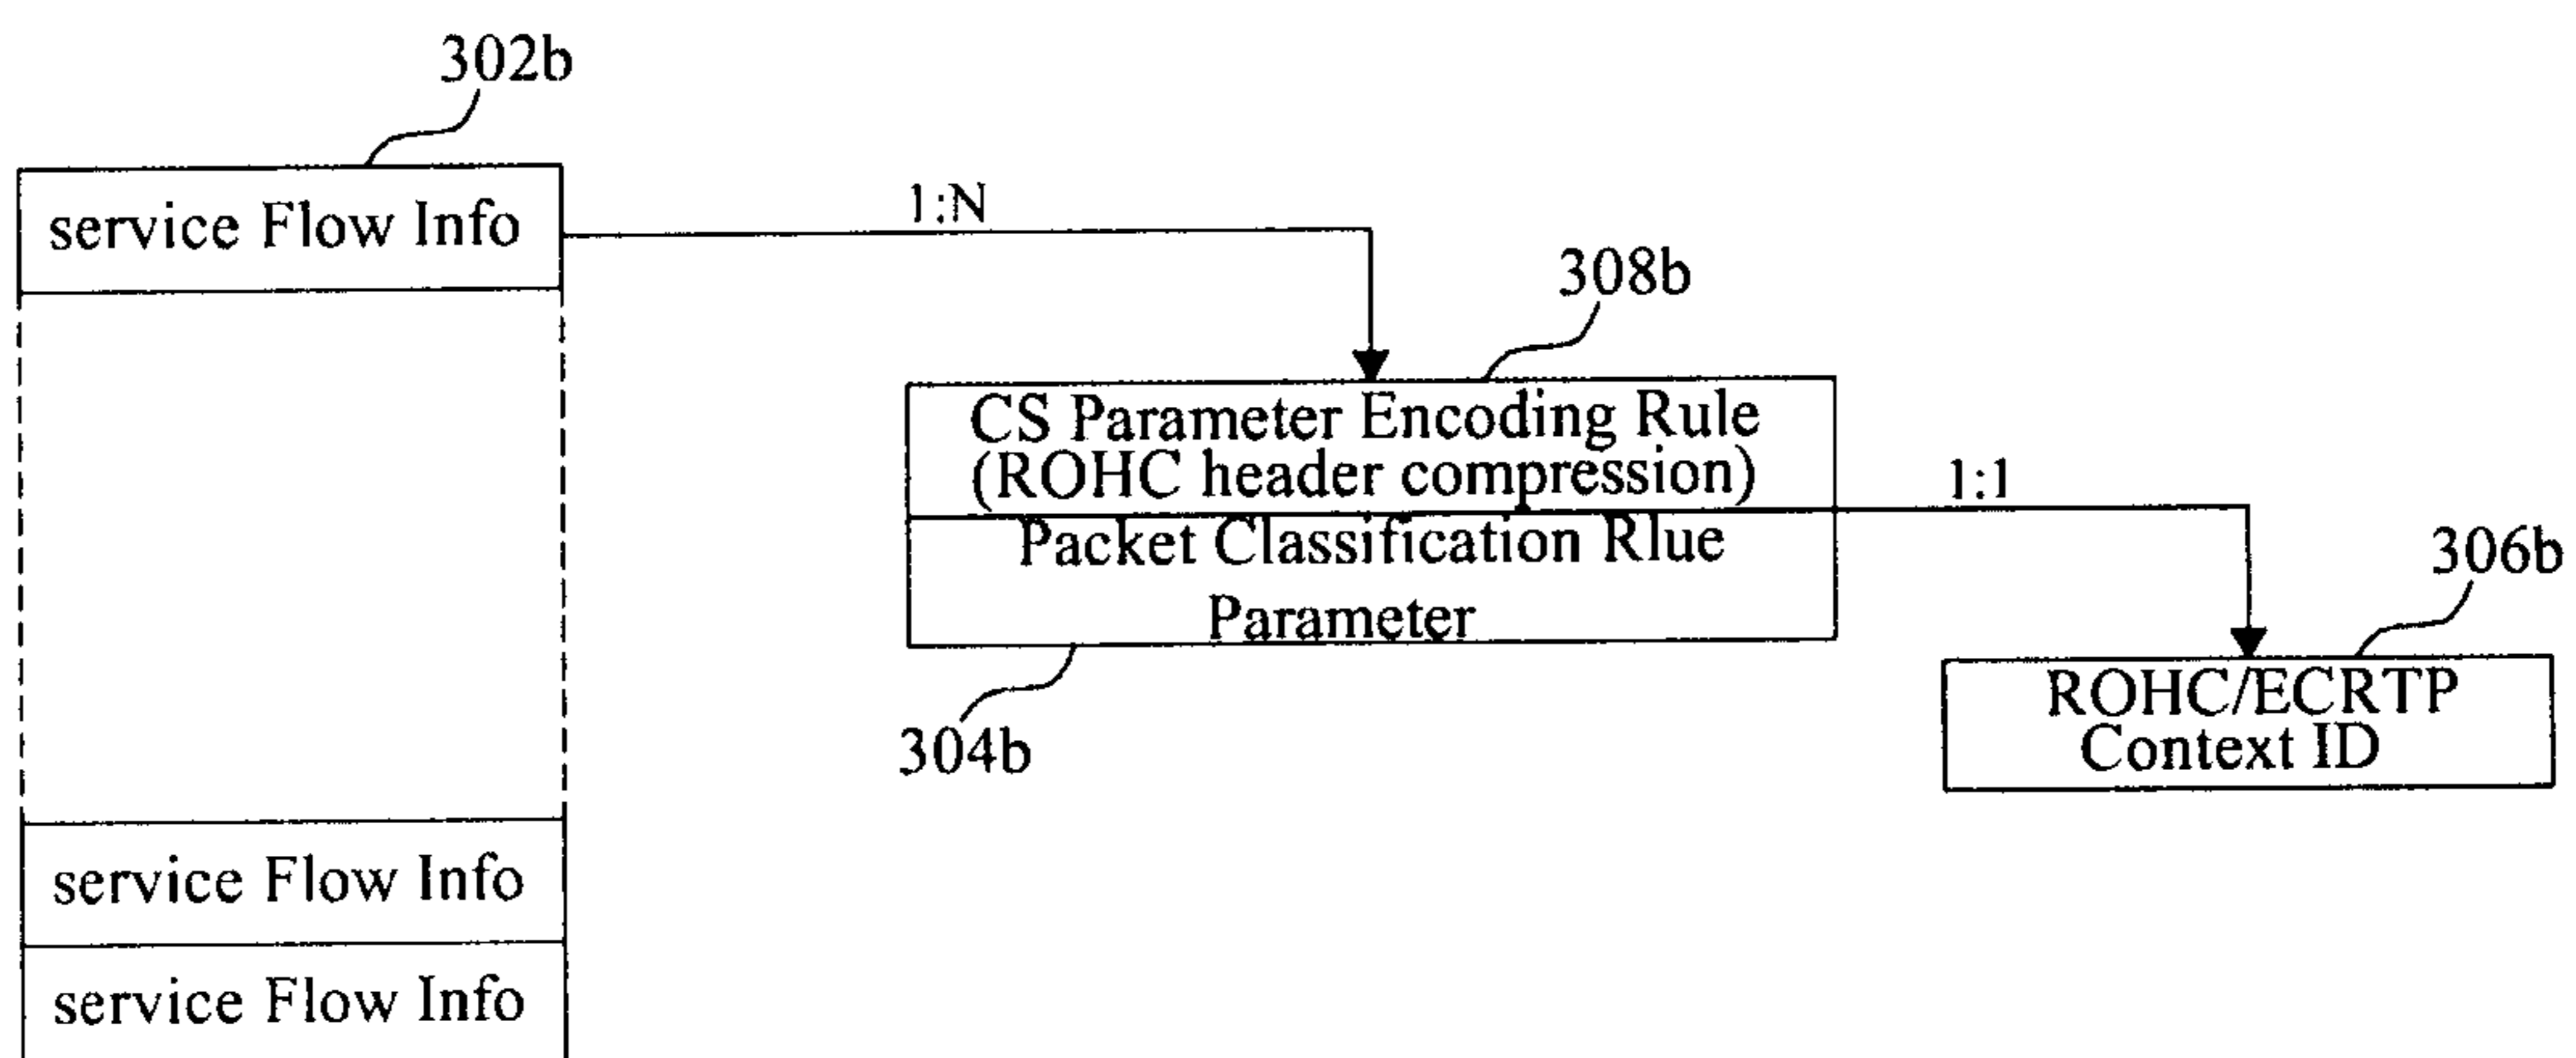 302b
service Flow Info
1:N
308b
CS Parameter Encoding Rule
(ROHC header compression)
1:1
Packet Classification Rlue
Parameter
306b
304b
ROHC/ECRTP
Context ID
service Flow Info
service Flow Info